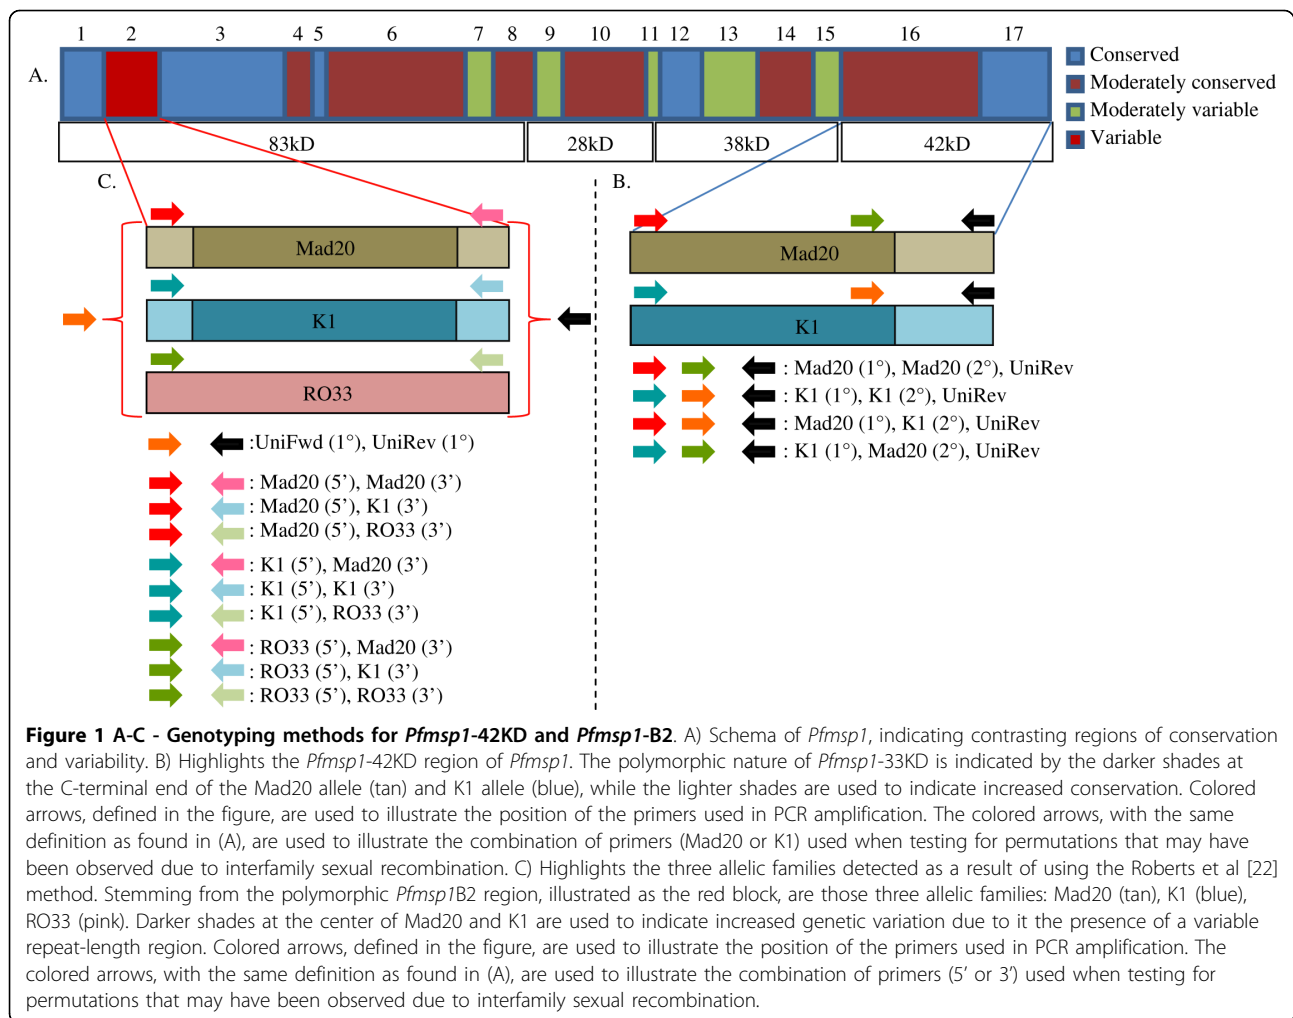 1 2 3 4 5 6 7 8 9 10 11 12 13 14 15 16 17
A.
Conserved
Moderately conserved
Moderately variable
Variable
83kD 28kD 38kD 42kD
C.
Mad20
K1
RO33
:UniFwd (1°), UniRev (1°)
: Mad20 (5’), Mad20 (3’)
: Mad20 (5’), K1 (3’)
: Mad20 (5’), RO33 (3’)
: K1 (5’), Mad20 (3’)
: K1 (5’), K1 (3’)
: K1 (5’), RO33 (3’)
: RO33 (5’), Mad20 (3’)
: RO33 (5’), K1 (3’)
: RO33 (5’), RO33 (3’)
B.
Mad20
K1
: Mad20 (1°), Mad20 (2°), UniRev
: K1 (1°), K1 (2°), UniRev
: Mad20 (1°), K1 (2°), UniRev
: K1 (1°), Mad20 (2°), UniRev
Figure 1 A-C - Genotyping methods for Pfmsp1-42KD and Pfmsp1-B2. A) Schema of Pfmsp1, indicating contrasting regions of conservation
and variability. B) Highlights the Pfmsp1-42KD region of Pfmsp1. The polymorphic nature of Pfmsp1-33KD is indicated by the darker shades at
the C-terminal end of the Mad20 allele (tan) and K1 allele (blue), while the lighter shades are used to indicate increased conservation. Colored
arrows, defined in the figure, are used to illustrate the position of the primers used in PCR amplification. The colored arrows, with the same
definition as found in (A), are used to illustrate the combination of primers (Mad20 or K1) used when testing for permutations that may have
been observed due to interfamily sexual recombination. C) Highlights the three allelic families detected as a result of using the Roberts et al [22]
method. Stemming from the polymorphic Pfmsp1B2 region, illustrated as the red block, are those three allelic families: Mad20 (tan), K1 (blue),
RO33 (pink). Darker shades at the center of Mad20 and K1 are used to indicate increased genetic variation due to it the presence of a variable
repeat-length region. Colored arrows, defined in the figure, are used to illustrate the position of the primers used in PCR amplification. The
colored arrows, with the same definition as found in (A), are used to illustrate the combination of primers (5’ or 3’) used when testing for
permutations that may have been observed due to interfamily sexual recombination.